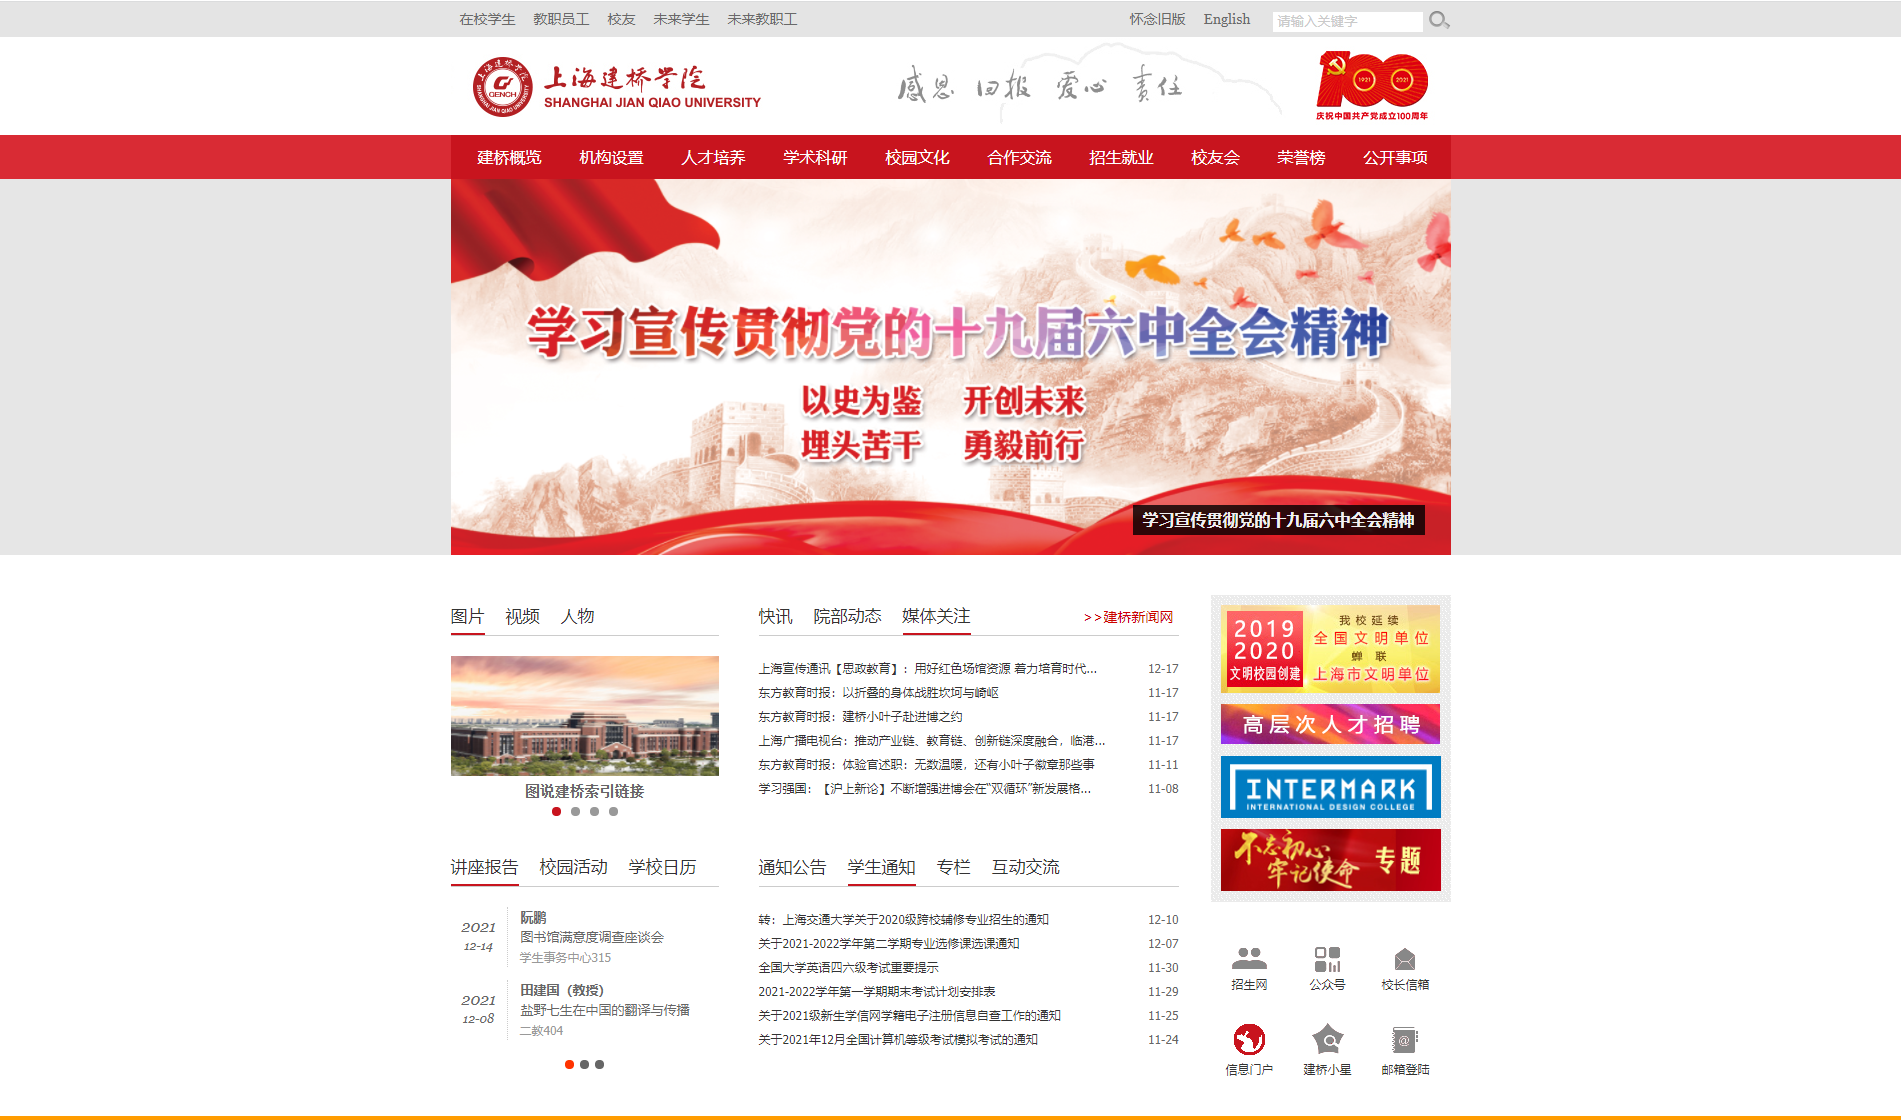 在校学生 教职员工 校友 未来学生 未来教职工 怀念旧版 English 请输入关键字
上海建桥学院
SHANGHAI JIAN QIAO UNIVERSITY
GENCH
感恩 回报 爱心 责任
100
1921 2021
庆祝中国共产党成立100周年
建桥概览 机构设置 人才培养 学术科研 校园文化 合作交流 招生就业 校友会 荣誉榜 公开事项
学习宣传贯彻党的十九届六中全会精神
以史为鉴 开创未来
埋头苦干 勇毅前行
学习宣传贯彻党的十九届六中全会精神
图片 视频 人物
图说建桥索引链接
快讯 院部动态 媒体关注 >>建桥新闻网
上海宣传通讯【思政教育】：用好红色场馆资源 着力培育时代... 12-17
东方教育时报：以折叠的身体战胜坎坷与崎岖 11-17
东方教育时报：建桥小叶子赴进博之约 11-17
上海广播电视台：推动产业链、教育链、创新链深度融合，临港... 11-17
东方教育时报：体验官述职：无数温暖，还有小叶子徽章那些事 11-11
学习强国：【沪上新论】不断增强进博会在“双循环”新发展格... 11-08
讲座报告 校园活动 学校日历
2021
12-14
阮鹏
图书馆满意度调查座谈会
学生事务中心315
2021
12-08
田建国（教授）
盐野七生在中国的翻译与传播
二教404
通知公告 学生通知 专栏 互动交流
转：上海交通大学关于2020级跨校辅修专业招生的通知 12-10
关于2021-2022学年第二学期专业选修课选课通知 12-07
全国大学英语四六级考试重要提示 11-30
2021-2022学年第一学期期末考试计划安排表 11-29
关于2021级新生学信网学籍电子注册信息自查工作的通知 11-25
关于2021年12月全国计算机等级考试模拟考试的通知 11-24
2019
2020
文明校园创建
我校延续
全国文明单位
蝉联
上海市文明单位
高层次人才招聘
INTERMARK
INTERNATIONAL DESIGN COLLEGE
不忘初心
牢记使命
专题
招生网 公众号 校长信箱
信息门户 建桥小星 邮箱登陆